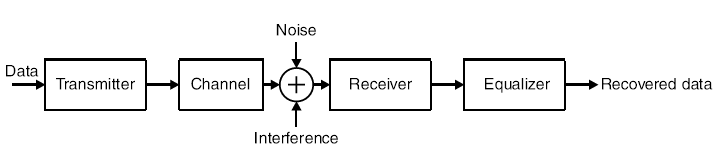 Noise
Data
Transmitter
Channel
+
Receiver
Equalizer
Recovered data
Interference